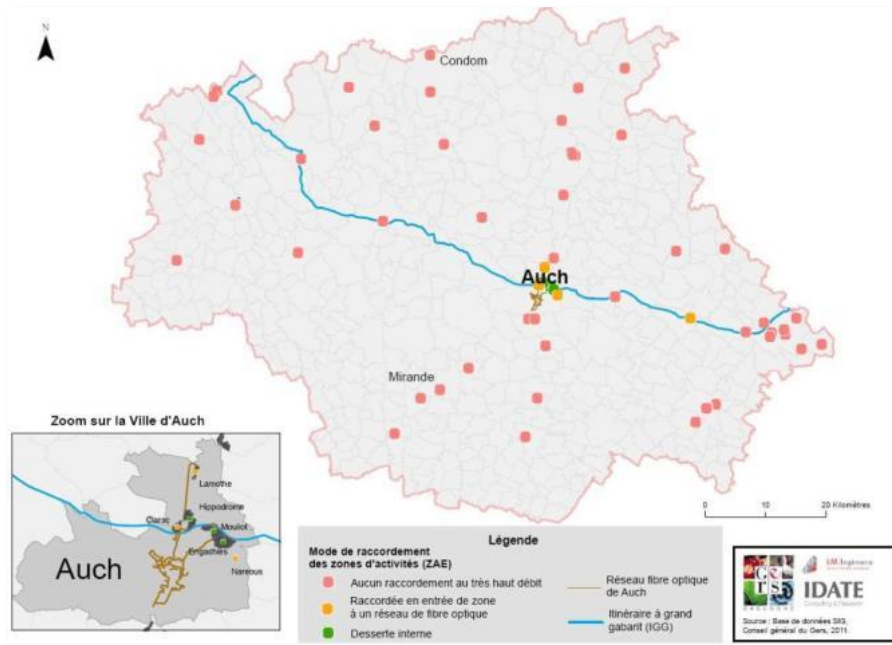 N
Condom
Auch
Mirande
Zoom sur la Ville d'Auch
Lamothe
Hippodrome
Clarac
Mouliot
Engachies
Auch
Nareous
0 10 20 Kilomètres
Légende
Mode de raccordement
des zones d'activités (ZAE)
Aucun raccordement au très haut débit
Raccordée en entrée de zone
à un réseau de fibre optique
Desserte interne
Réseau fibre optique
de Auch
Itinéraire à grand
gabarit (IGG)
IDATE
Consulting & Research
Source : Base de données SIG,
Conseil général du Gers, 2011.